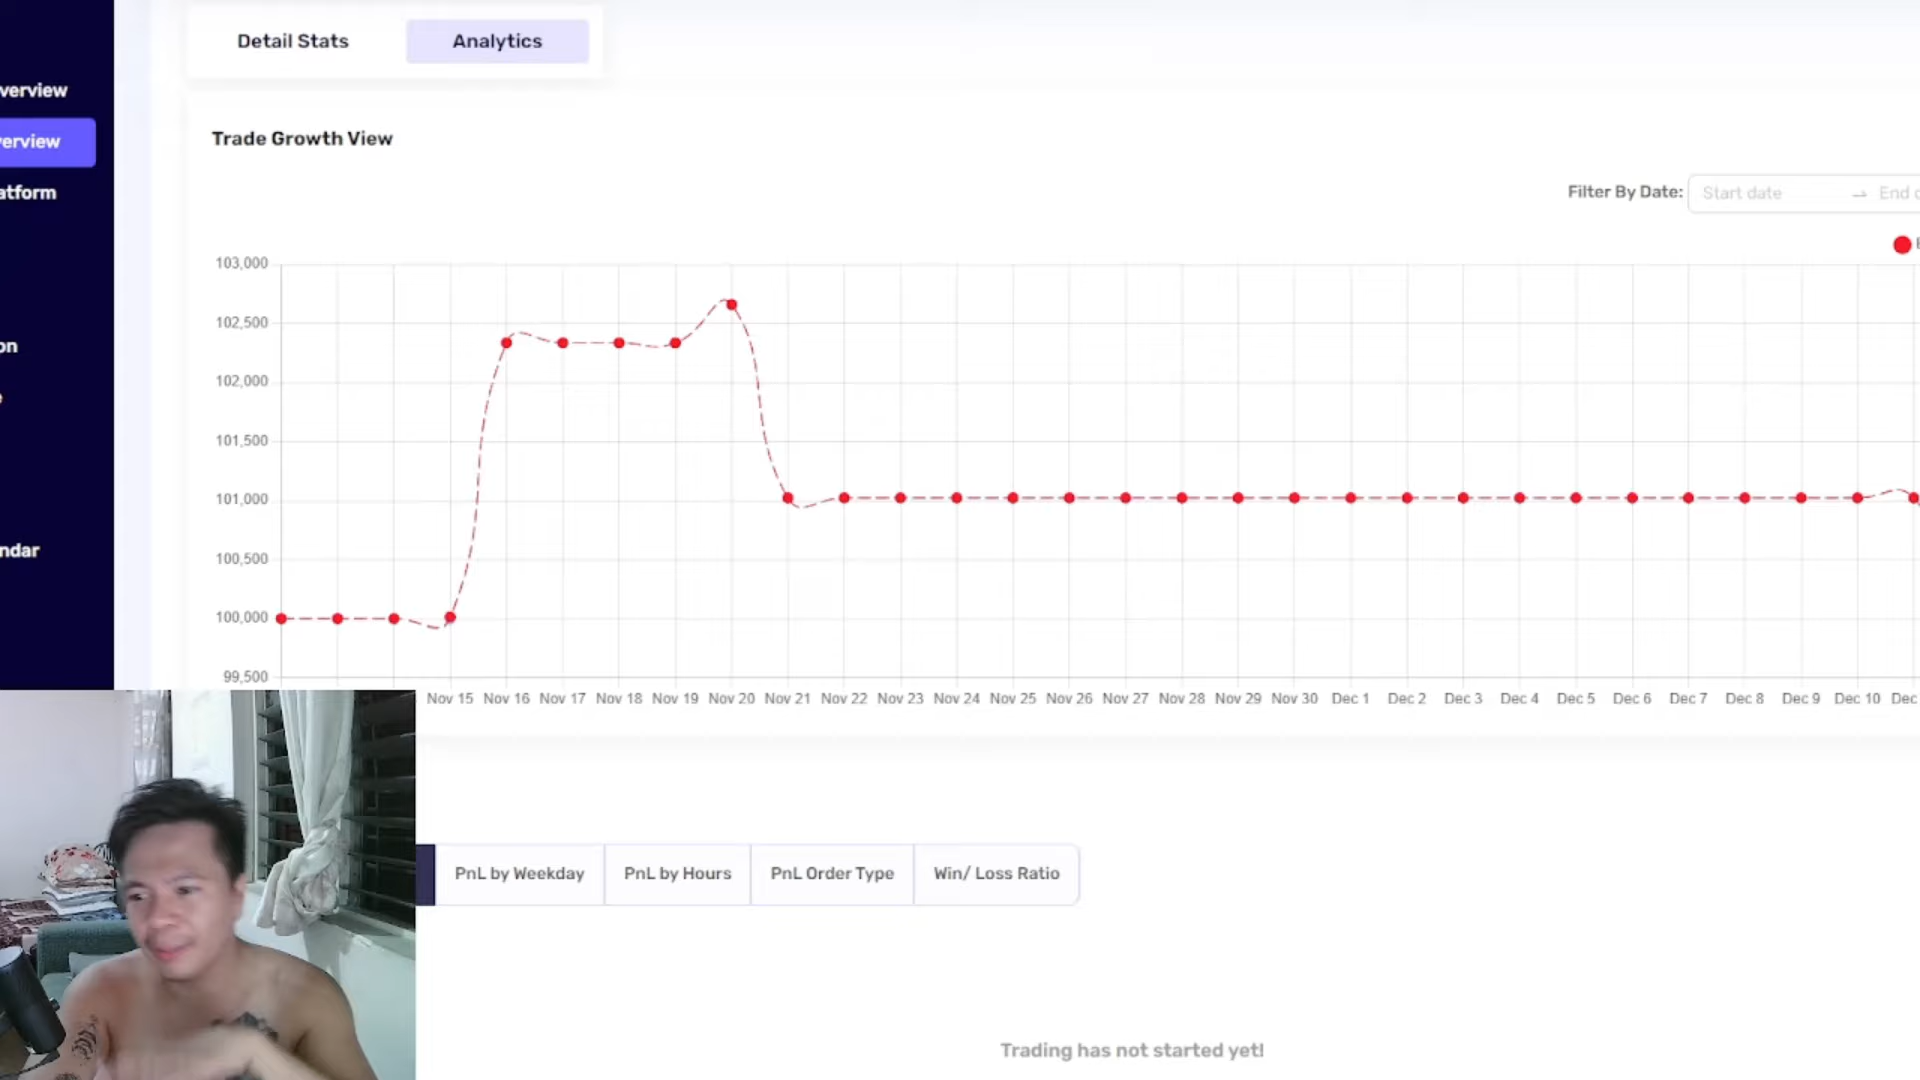 Detail Stats
Analytics
verview
verview
atform
on
e
ndar
Trade Growth View
Filter By Date:
Start date → End
103,000
102,500
102,000
101,500
101,000
100,500
100,000
99,500
Nov 15 Nov 16 Nov 17 Nov 18 Nov 19 Nov 20 Nov 21 Nov 22 Nov 23 Nov 24 Nov 25 Nov 26 Nov 27 Nov 28 Nov 29 Nov 30 Dec 1 Dec 2 Dec 3 Dec 4 Dec 5 Dec 6 Dec 7 Dec 8 Dec 9 Dec 10 Dec
PnL by Weekday
PnL by Hours
PnL Order Type
Win/ Loss Ratio
Trading has not started yet!